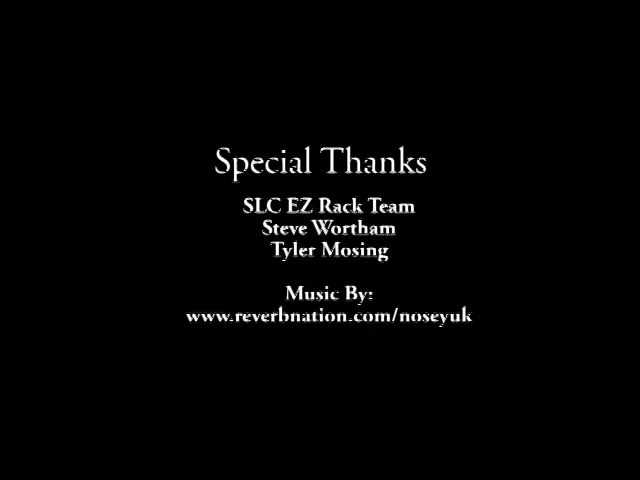 Special Thanks
SLC EZ Rack Team
Steve Wortham
Tyler Mosing
Music By:
www.reverbnation.com/noseyuk